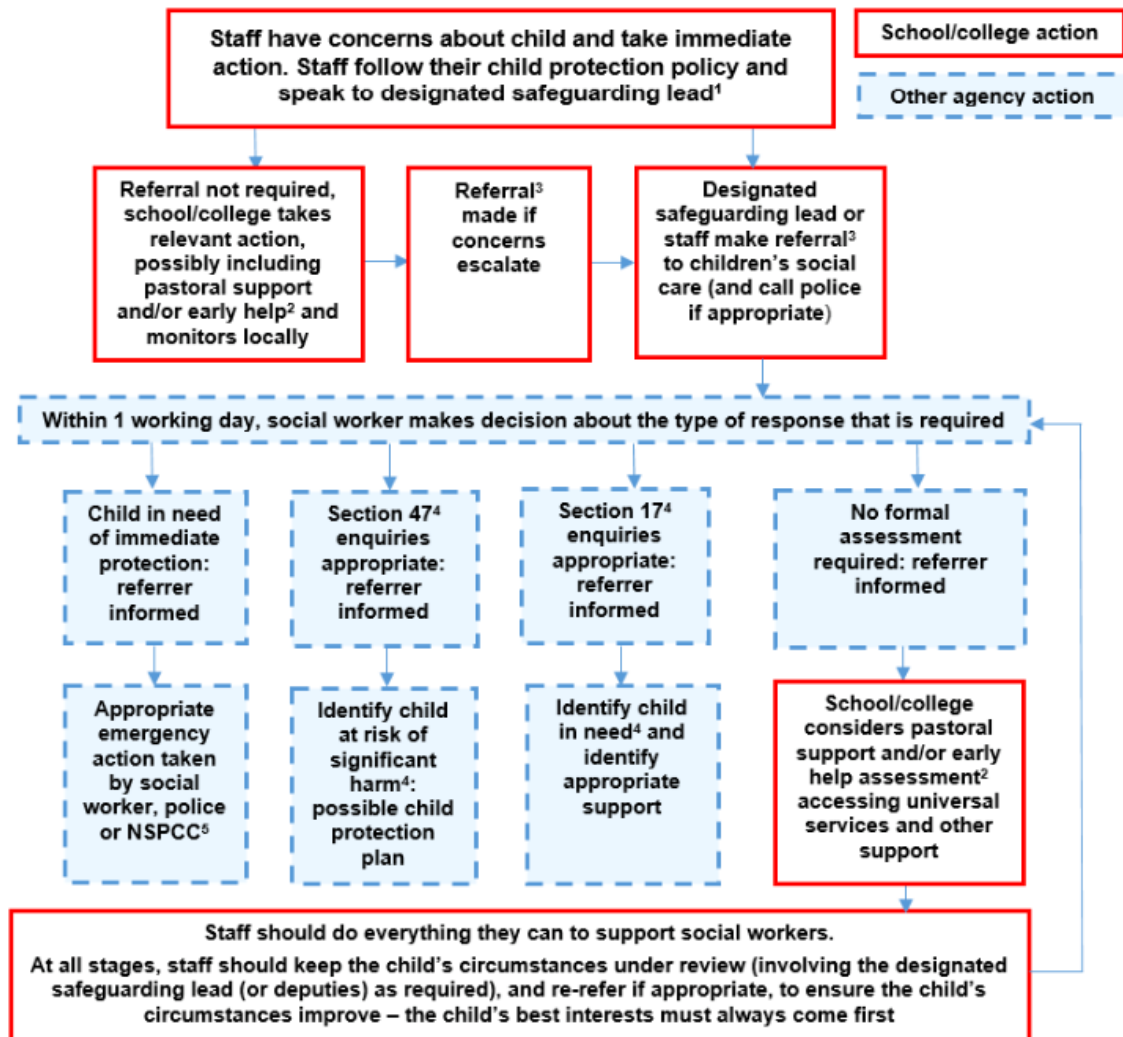 Staff have concerns about child and take immediate
action. Staff follow their child protection policy and
speak to designated safeguarding lead¹
School/college action
Other agency action
Referral not required,
school/college takes
relevant action,
possibly including
pastoral support
and/or early help² and
monitors locally
Referral³
made if
concerns
escalate
Designated
safeguarding lead or
staff make referral³
to children’s social
care (and call police
if appropriate)
Within 1 working day, social worker makes decision about the type of response that is required
Child in need
of immediate
protection:
referrer
informed
Section 47⁴
enquiries
appropriate:
referrer
informed
Section 17⁴
enquiries
appropriate:
referrer
informed
No formal
assessment
required: referrer
informed
Appropriate
emergency
action taken
by social
worker, police
or NSPCC⁵
Identify child
at risk of
significant
harm⁴:
possible child
protection
plan
Identify child
in need⁴ and
identify
appropriate
support
School/college
considers pastoral
support and/or early
help assessment²
accessing universal
services and other
support
Staff should do everything they can to support social workers.
At all stages, staff should keep the child’s circumstances under review (involving the designated
safeguarding lead (or deputies) as required), and re-refer if appropriate, to ensure the child’s
circumstances improve – the child’s best interests must always come first